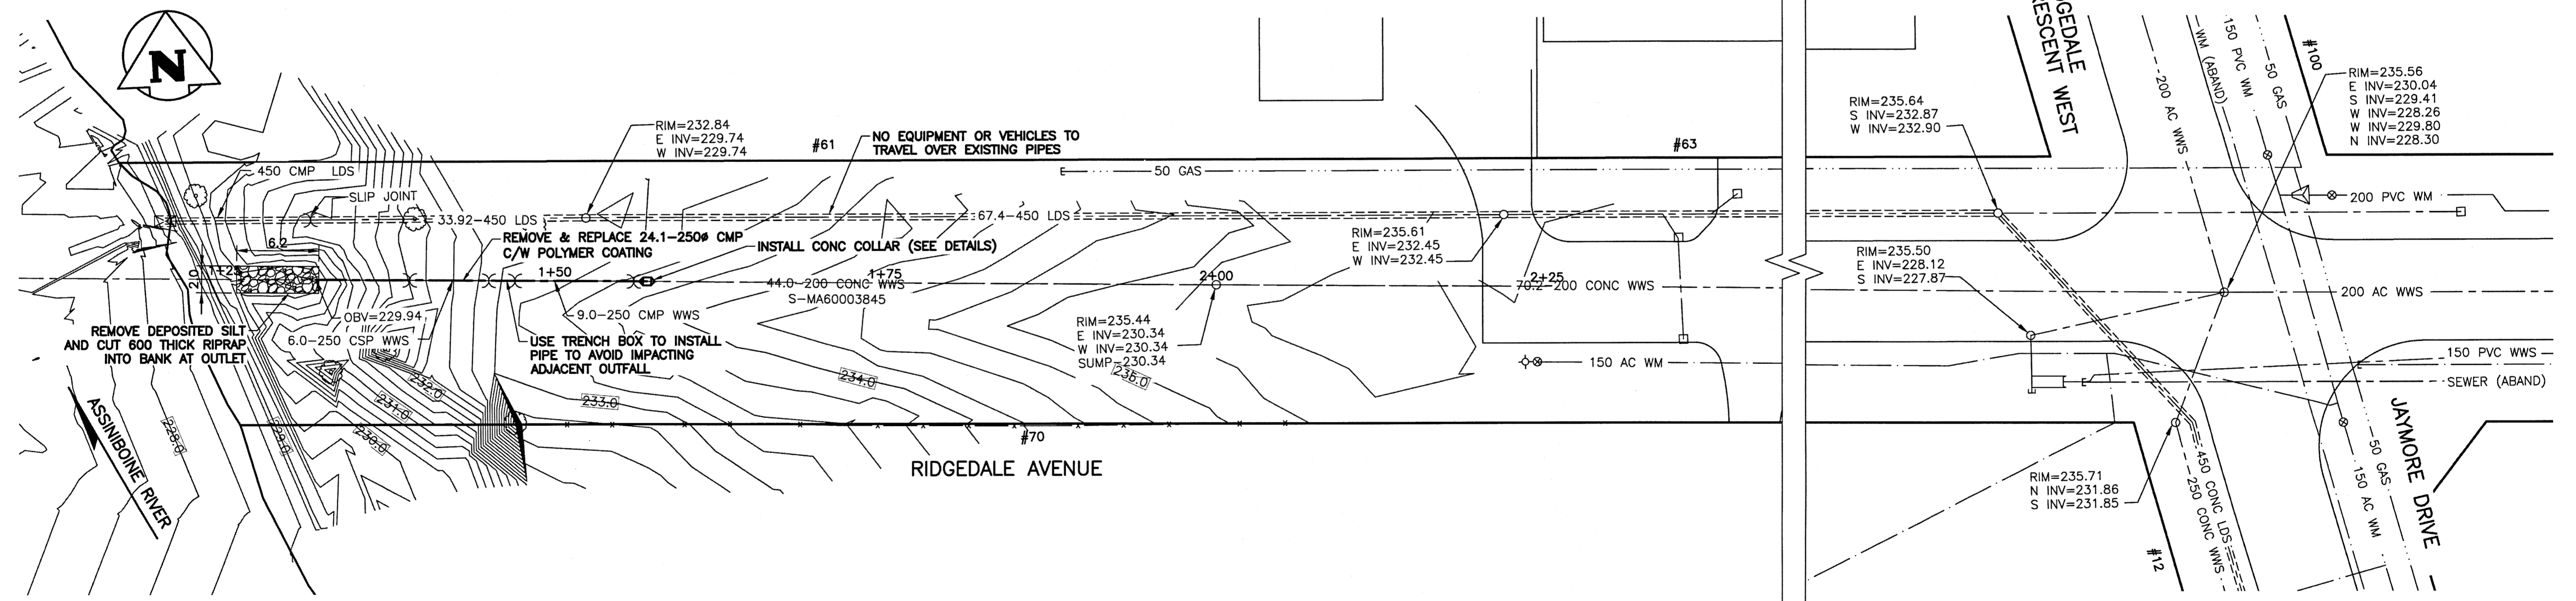 N
450 CMP LDS
SLIP JOINT
33.92-450 LDS
RIM=232.84
E INV=229.74
W INV=229.74
#61
NO EQUIPMENT OR VEHICLES TO
TRAVEL OVER EXISTING PIPES
50 GAS
67.4-450 LDS
REMOVE & REPLACE 24.1-250ø CMP
C/W POLYMER COATING
INSTALL CONC COLLAR (SEE DETAILS)
6.2
2.0
1+25
1+50
1+75
2+00
2+25
44.0-200 CONC WWS
S-MA60003845
70.2-200 CONC WWS
OBV=229.94
9.0-250 CMP WWS
6.0-250 CSP WWS
REMOVE DEPOSITED SILT
AND CUT 600 THICK RIPRAP
INTO BANK AT OUTLET
USE TRENCH BOX TO INSTALL
PIPE TO AVOID IMPACTING
ADJACENT OUTFALL
RIM=235.44
E INV=230.34
W INV=230.34
SUMP=230.34
RIM=235.61
E INV=232.45
W INV=232.45
150 AC WM
#63
228.0
229.0
230.0
231.0
232.0
233.0
234.0
235.0
ASSINIBOINE RIVER
#70
RIDGEDALE AVENUE
RIM=235.64
S INV=232.87
W INV=232.90
RIM=235.50
E INV=228.12
S INV=227.87
CRESCENT WEST
200 AC WWS
WM (ABAND)
150 PVC WM
50 GAS
#100
RIM=235.56
E INV=230.04
S INV=229.41
W INV=228.26
W INV=229.80
N INV=228.30
200 PVC WM
200 AC WWS
150 PVC WWS
SEWER (ABAND)
RIM=235.71
N INV=231.86
S INV=231.85
#12
450 CONC LDS
250 CONC WWS
50 GAS
150 AC WM
JAYMORE DRIVE